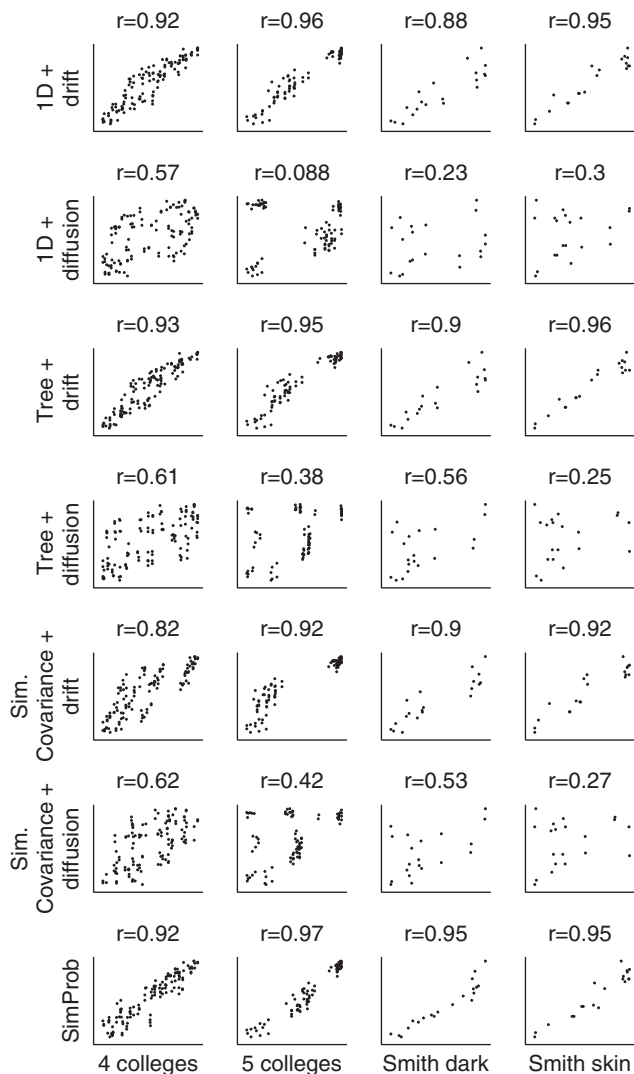 r=0.92 r=0.96 r=0.88 r=0.95
1D +
drift
r=0.57 r=0.088 r=0.23 r=0.3
1D +
diffusion
r=0.93 r=0.95 r=0.9 r=0.96
Tree +
drift
r=0.61 r=0.38 r=0.56 r=0.25
Tree +
diffusion
r=0.82 r=0.92 r=0.9 r=0.92
Sim.
Covariance +
drift
r=0.62 r=0.42 r=0.53 r=0.27
Sim.
Covariance +
diffusion
r=0.92 r=0.97 r=0.95 r=0.95
SimProb
4 colleges 5 colleges Smith dark Smith skin